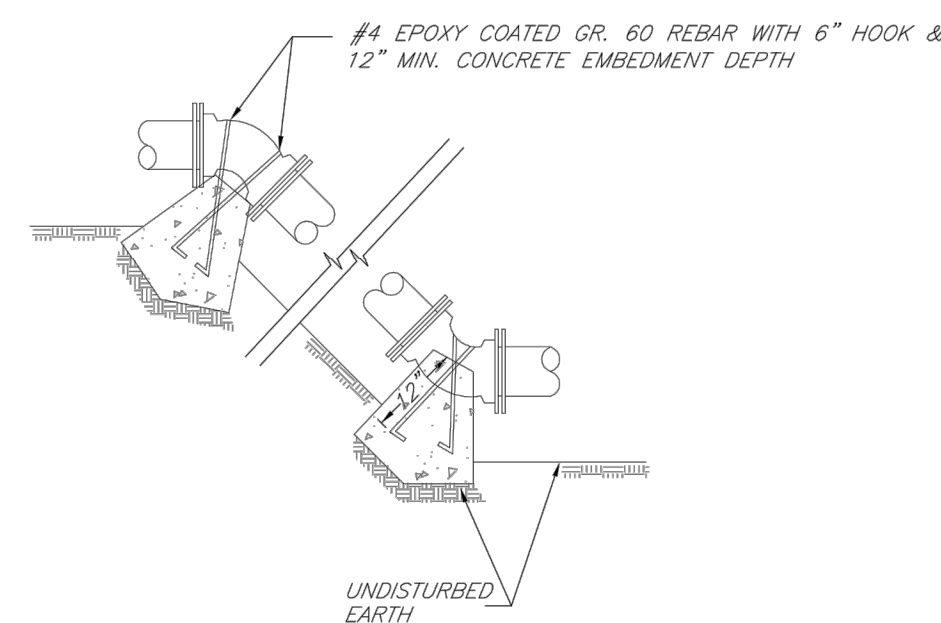 #4 EPOXY COATED GR. 60 REBAR WITH 6" HOOK &
12" MIN. CONCRETE EMBEDMENT DEPTH
12"
UNDISTURBED
EARTH